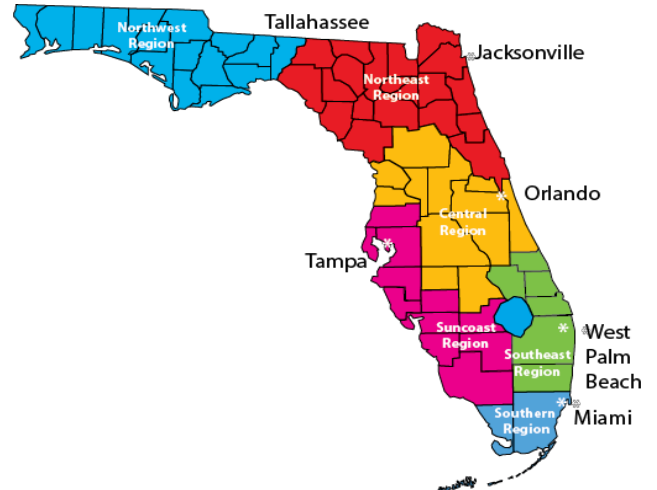 Northwest
Region
Tallahassee
Jacksonville
Northeast
Region
Orlando
Central
Region
Tampa
Suncoast
Region
Southeast
Region
West
Palm
Beach
Southern
Region
Miami